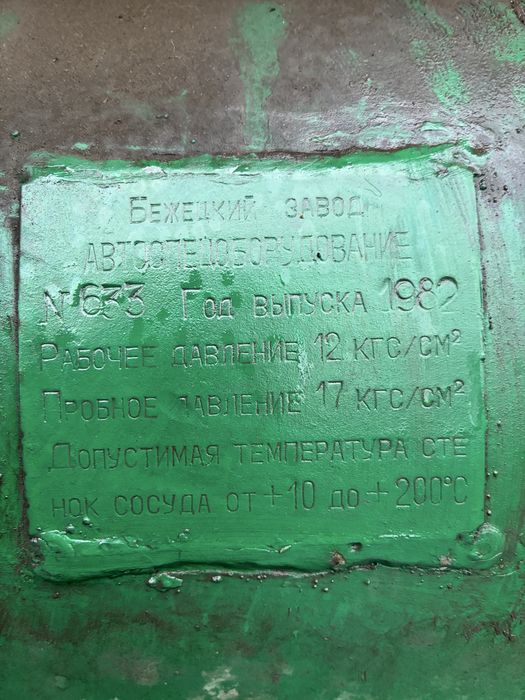 Бежецкий завод
автоспецоборудование
№ 633 Год выпуска 1982
Рабочее давление 12 кгс/см²
Пробное давление 17 кгс/см²
Допустимая температура сте
нок сосуда от +10 до +200°С